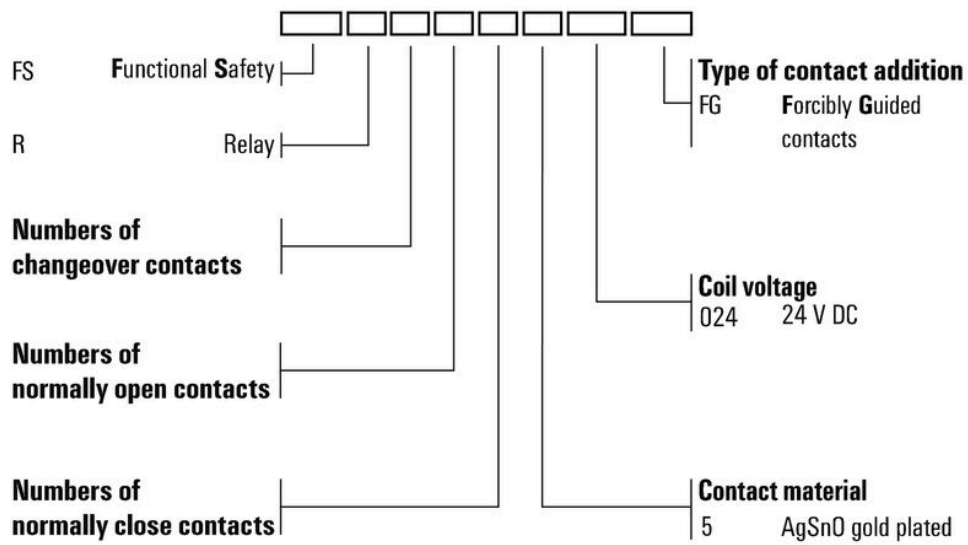 FS Functional Safety
R Relay
Numbers of
changeover contacts
Numbers of
normally open contacts
Numbers of
normally close contacts
Type of contact addition
FG Forcibly Guided
contacts
Coil voltage
024 24 V DC
Contact material
5 AgSnO gold plated